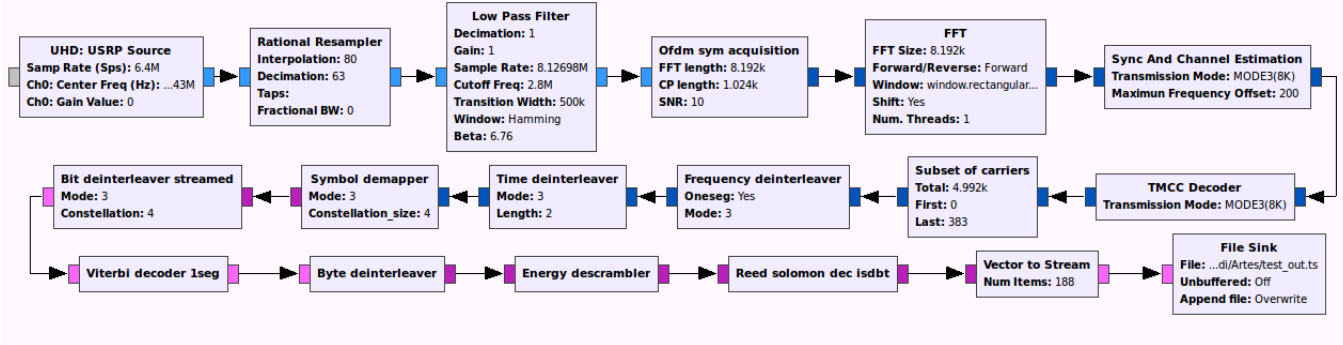 UHD: USRP Source
Samp Rate (Sps): 6.4M
Ch0: Center Freq (Hz): ...43M
Ch0: Gain Value: 0
Rational Resampler
Interpolation: 80
Decimation: 63
Taps:
Fractional BW: 0
Low Pass Filter
Decimation: 1
Gain: 1
Sample Rate: 8.12698M
Cutoff Freq: 2.8M
Transition Width: 500k
Window: Hamming
Beta: 6.76
Ofdm sym acquisition
FFT length: 8.192k
CP length: 1.024k
SNR: 10
FFT
FFT Size: 8.192k
Forward/Reverse: Forward
Window: window.rectangular...
Shift: Yes
Num. Threads: 1
Sync And Channel Estimation
Transmission Mode: MODE3(8K)
Maximun Frequency Offset: 200
TMCC Decoder
Transmission Mode: MODE3(8K)
Subset of carriers
Total: 4.992k
First: 0
Last: 383
Frequency deinterleaver
Oneseg: Yes
Mode: 3
Time deinterleaver
Mode: 3
Length: 2
Symbol demapper
Mode: 3
Constellation_size: 4
Bit deinterleaver streamed
Mode: 3
Constellation: 4
Viterbi decoder 1seg
Byte deinterleaver
Energy descrambler
Reed solomon dec isdbt
Vector to Stream
Num Items: 188
File Sink
File: ...di/Artes/test_out.ts
Unbuffered: Off
Append file: Overwrite